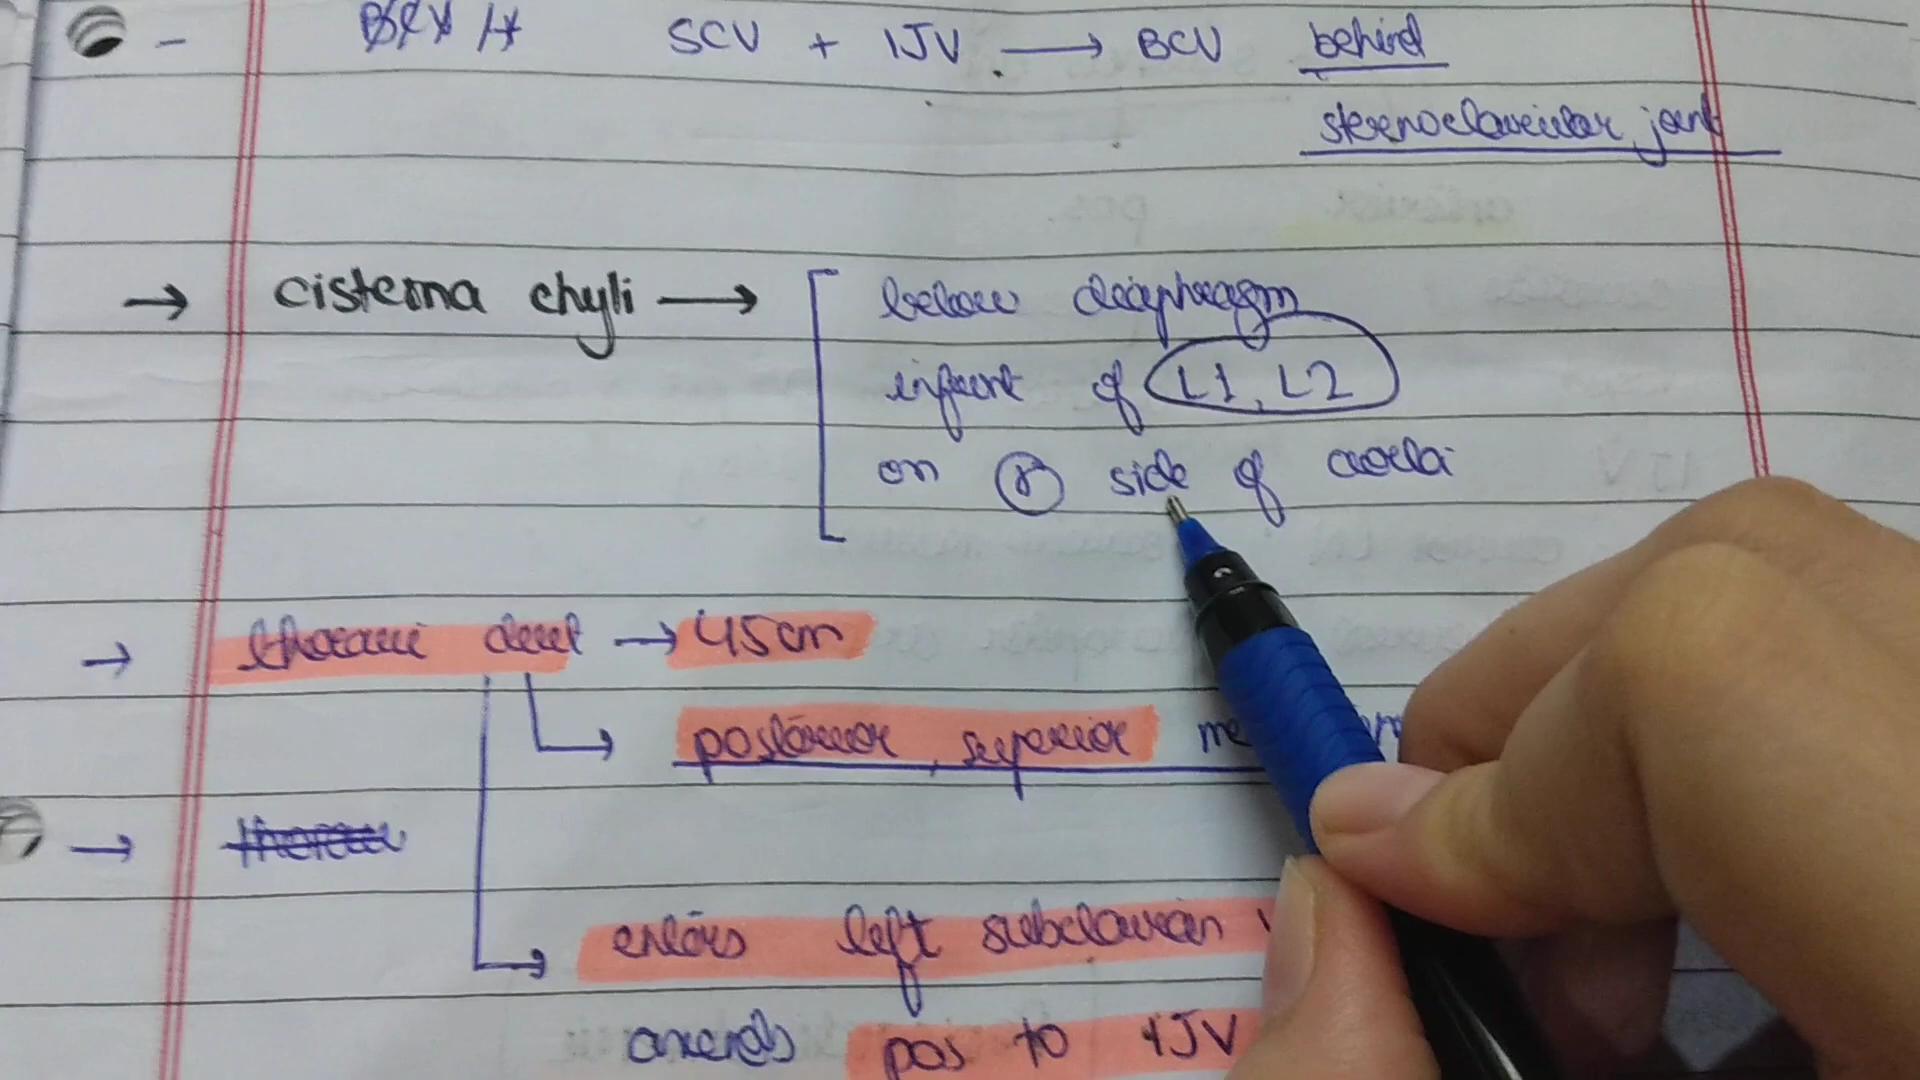 SCV + IJV → BCV behind
sternoclavicular joint
→ cisterna chyli → below diaphragm
infront of L1, L2
on (r) side of aorta
→ thoracic duct → 45cm
→ posterior, superior
→
→ enters left subclavian
ascends pos to IJV